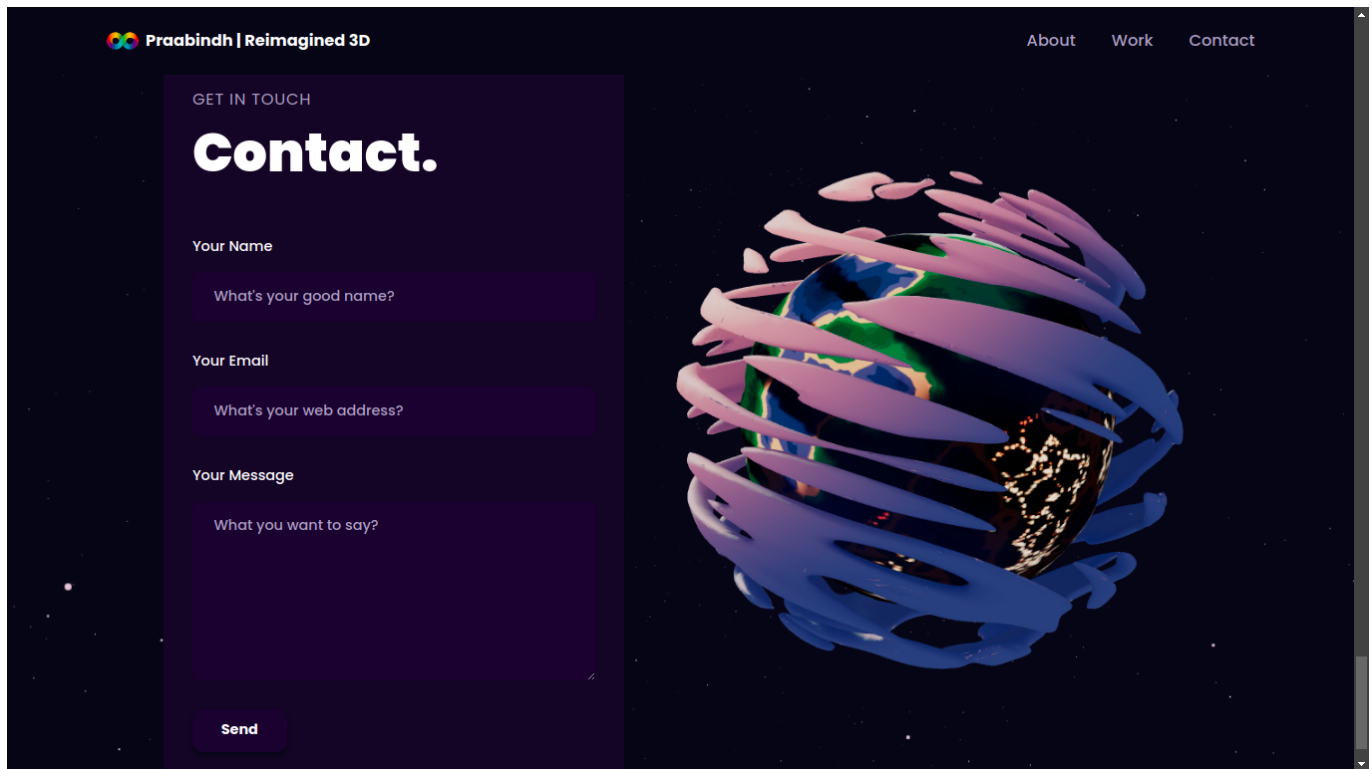 Praabindh | Reimagined 3D
About Work Contact
GET IN TOUCH
Contact.
Your Name
What's your good name?
Your Email
What's your web address?
Your Message
What you want to say?
Send